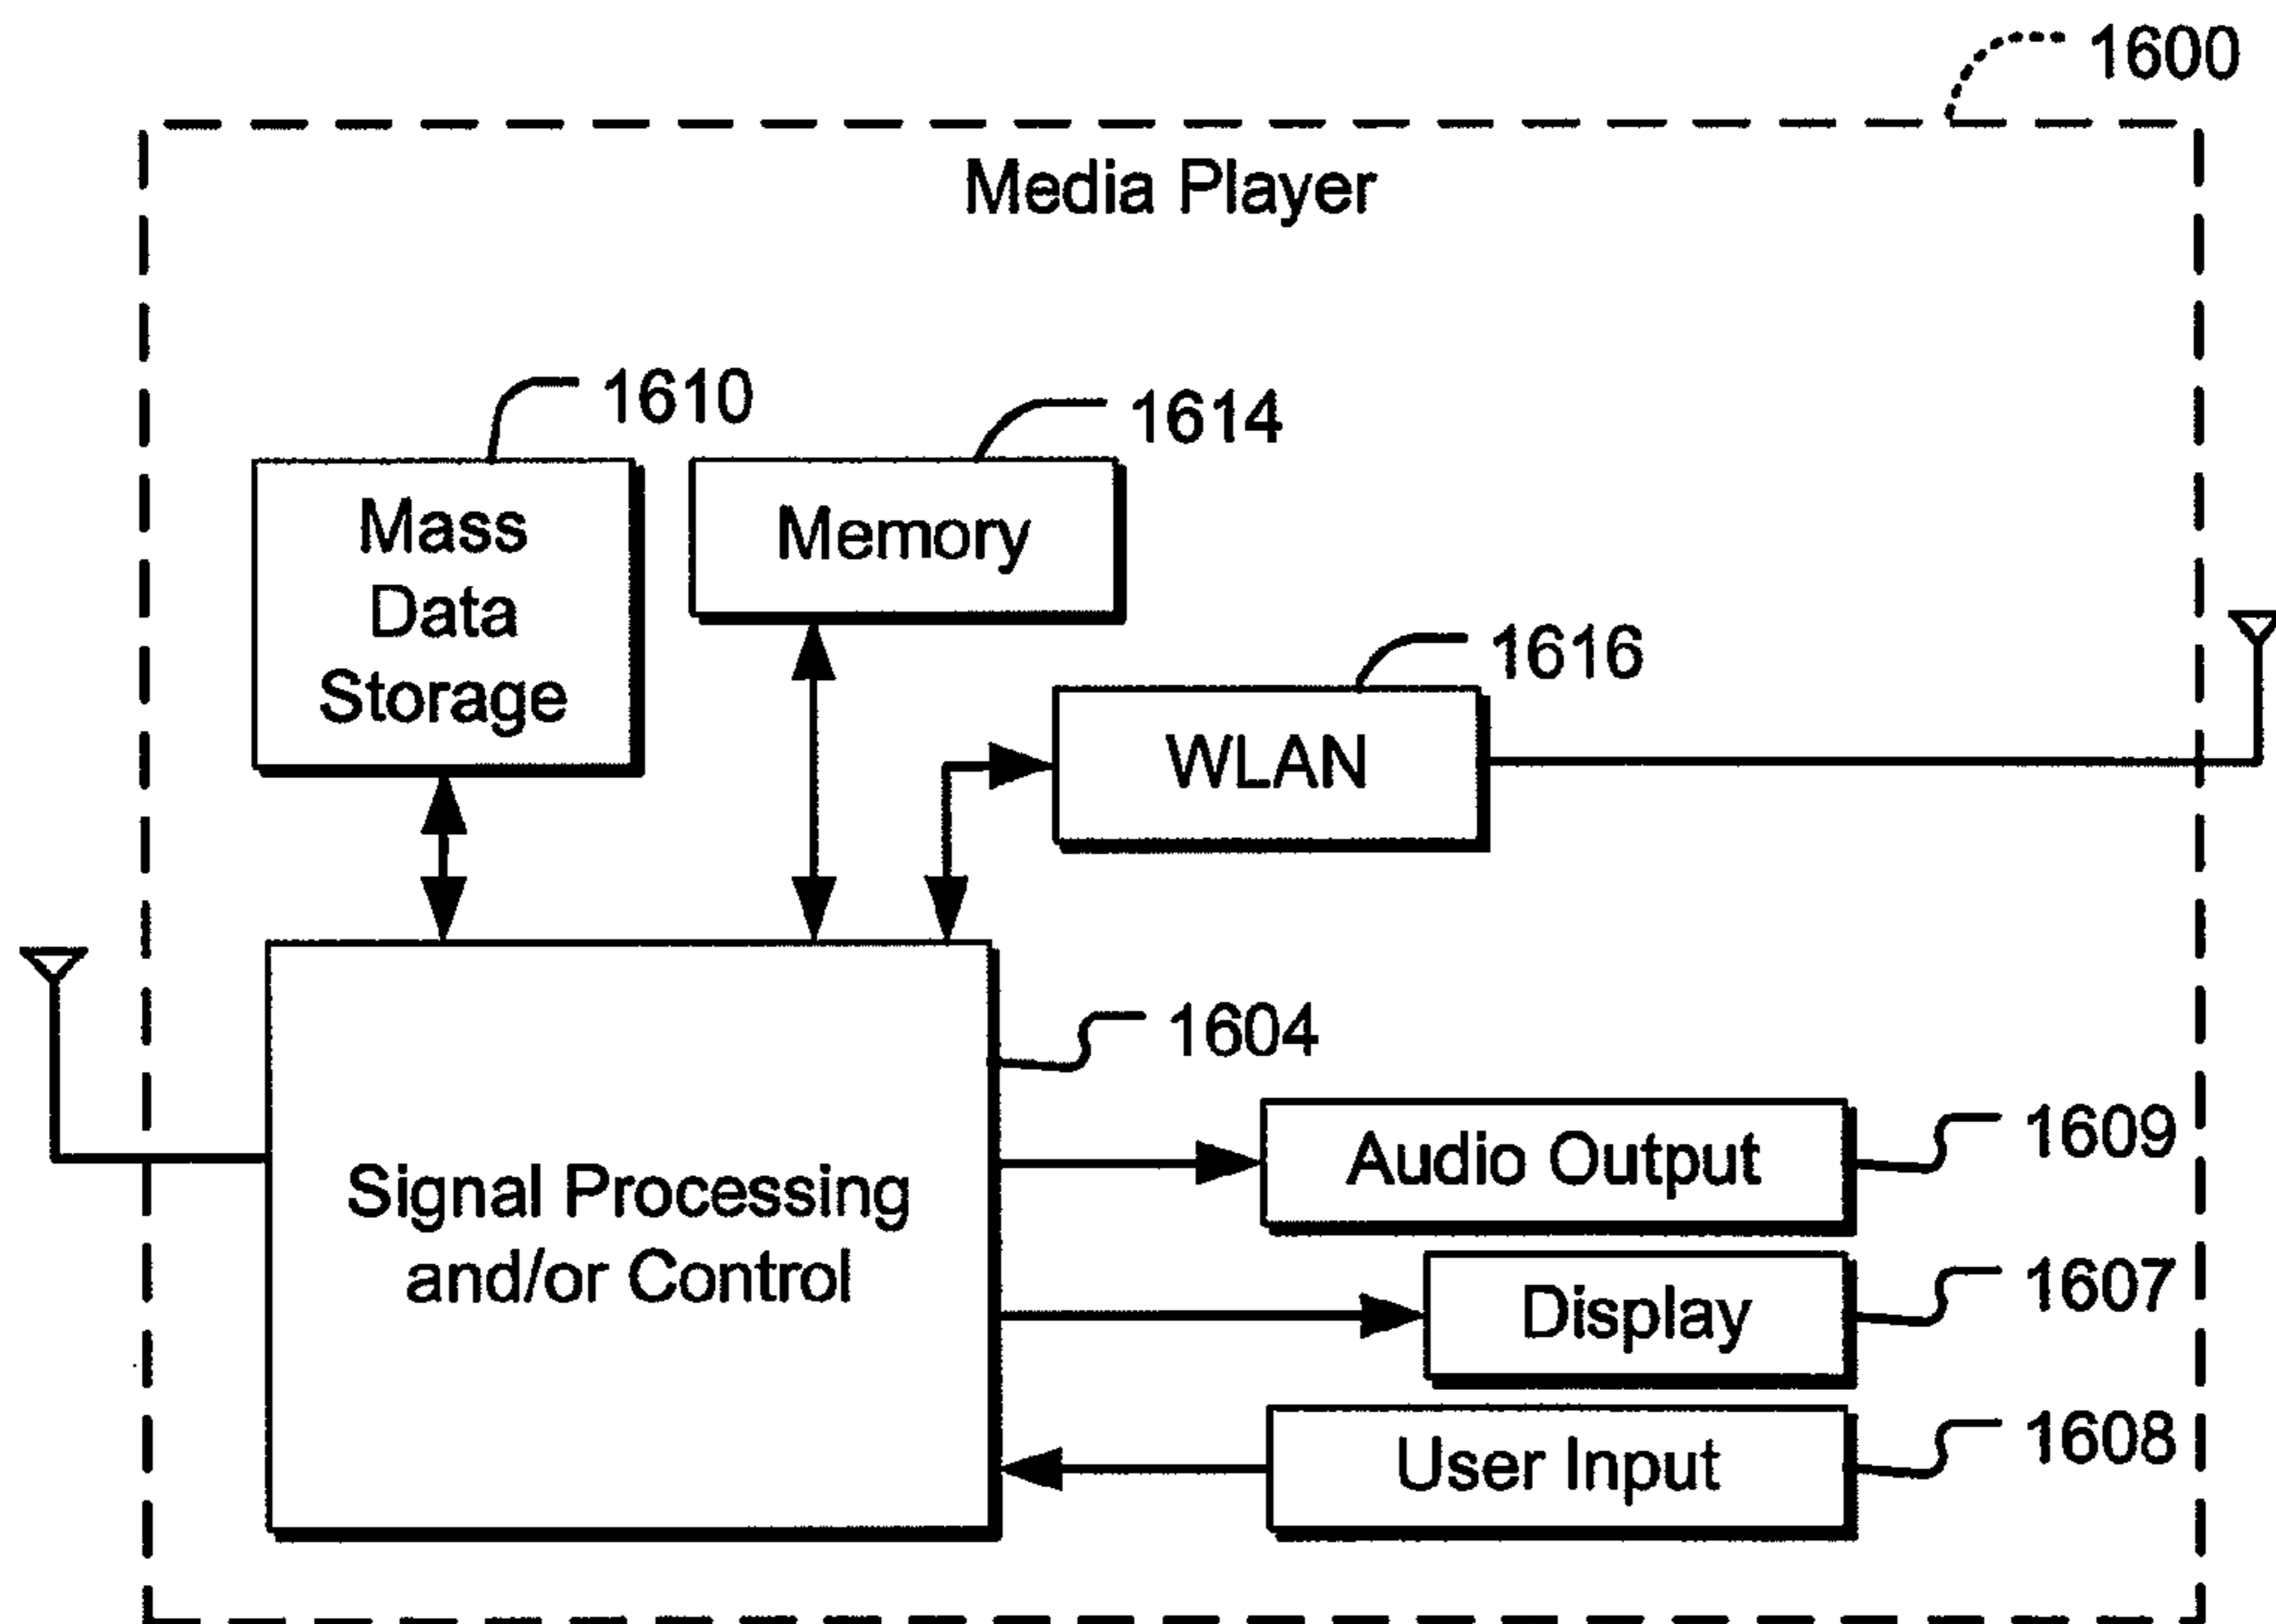 1600
Media Player
1610
1614
Mass
Data
Storage
Memory
1616
WLAN
1604
Signal Processing
and/or Control
Audio Output
1609
Display
1607
User Input
1608